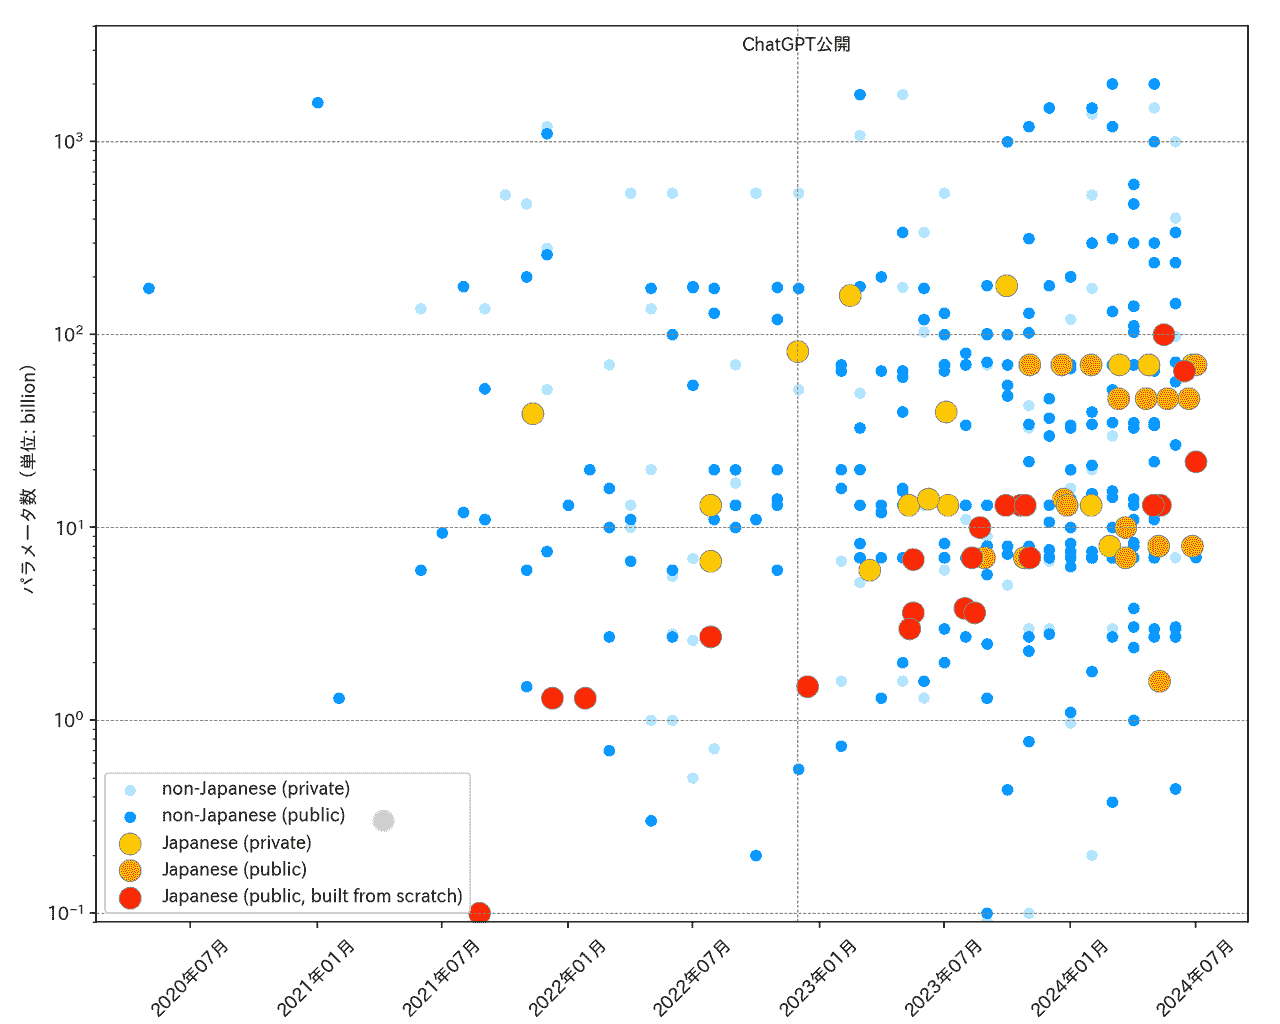 ChatGPT公開
10³
10²
10¹
10⁰
10⁻¹
パラメータ数（単位: billion）
non-Japanese (private)
non-Japanese (public)
Japanese (private)
Japanese (public)
Japanese (public, built from scratch)
2020年07月
2021年01月
2021年07月
2022年01月
2022年07月
2023年01月
2023年07月
2024年01月
2024年07月